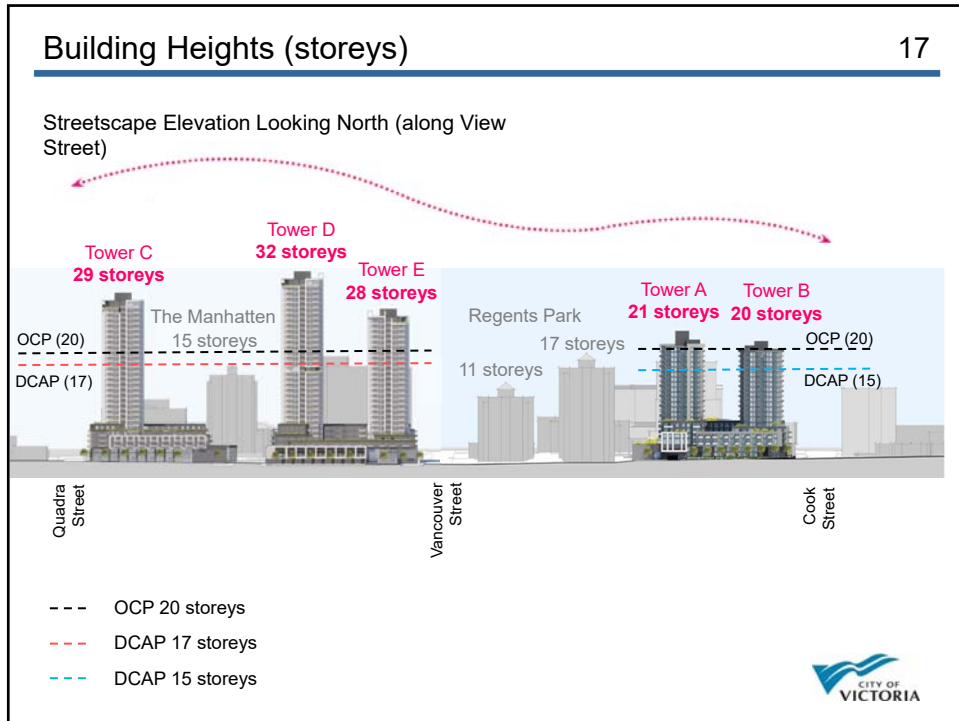 Building Heights (storeys)
17
Streetscape Elevation Looking North (along View
Street)
Tower C
29 storeys
Tower D
32 storeys
Tower E
28 storeys
The Manhatten
15 storeys
Regents Park
17 storeys
11 storeys
Tower A
21 storeys
Tower B
20 storeys
OCP (20)
DCAP (17)
OCP (20)
DCAP (15)
Quadra
Street
Vancouver
Street
Cook
Street
OCP 20 storeys
DCAP 17 storeys
DCAP 15 storeys
CITY OF
VICTORIA